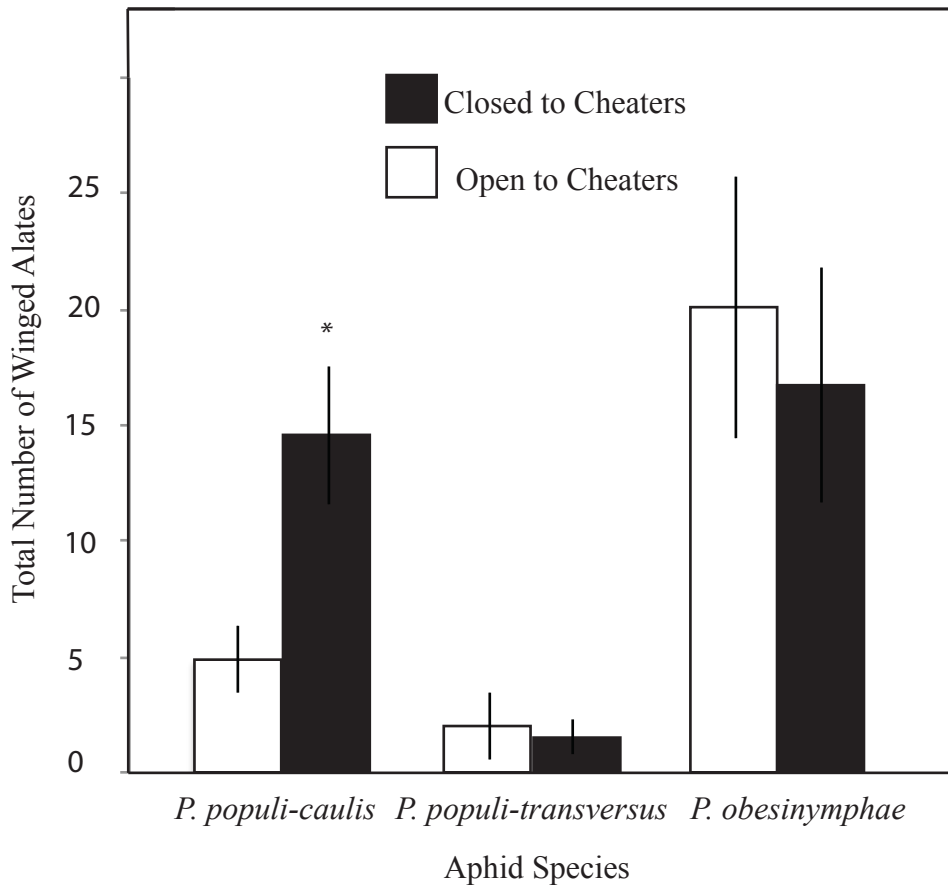 Closed to Cheaters
Open to Cheaters
Total Number of Winged Alates
25
20
15
10
5
0
*
P. populi-caulis P. populi-transversus P. obesinymphae
Aphid Species